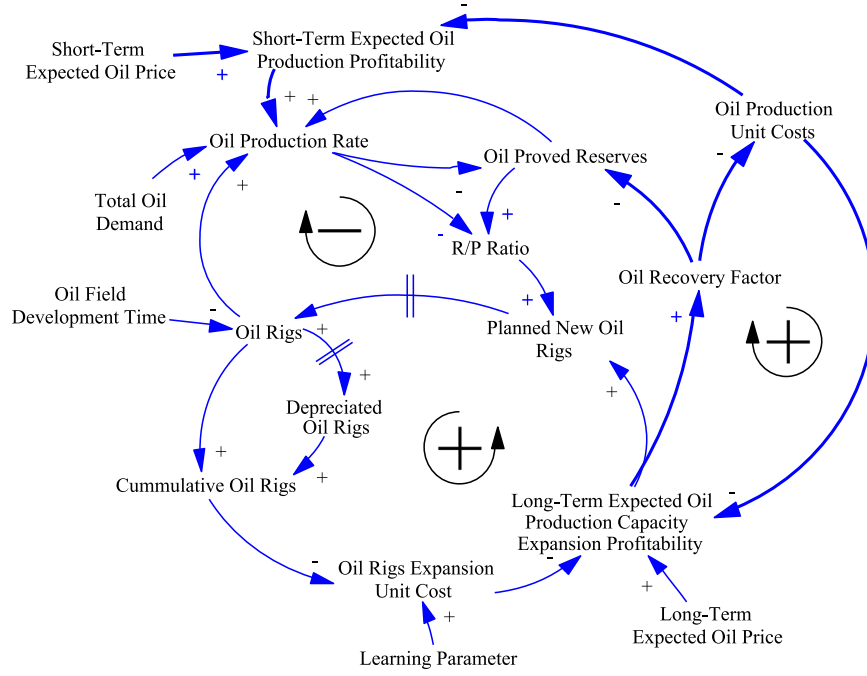 Short-Term
Expected Oil Price
+
-
Short-Term Expected Oil
Production Profitability
+
+
Oil Production Rate
+
+
Total Oil
Demand
Oil Proved Reserves
-
-
+
R/P Ratio
Oil Production
Unit Costs
-
-
Oil Recovery Factor
+
Oil Field
Development Time
-
Oil Rigs
+
+
Planned New Oil
Rigs
+
+
Depreciated
Oil Rigs
+
+
Cummulative Oil Rigs
-
Oil Rigs Expansion
Unit Cost
+
Learning Parameter
-
-
Long-Term Expected Oil
Production Capacity
Expansion Profitability
+
Long-Term
Expected Oil Price